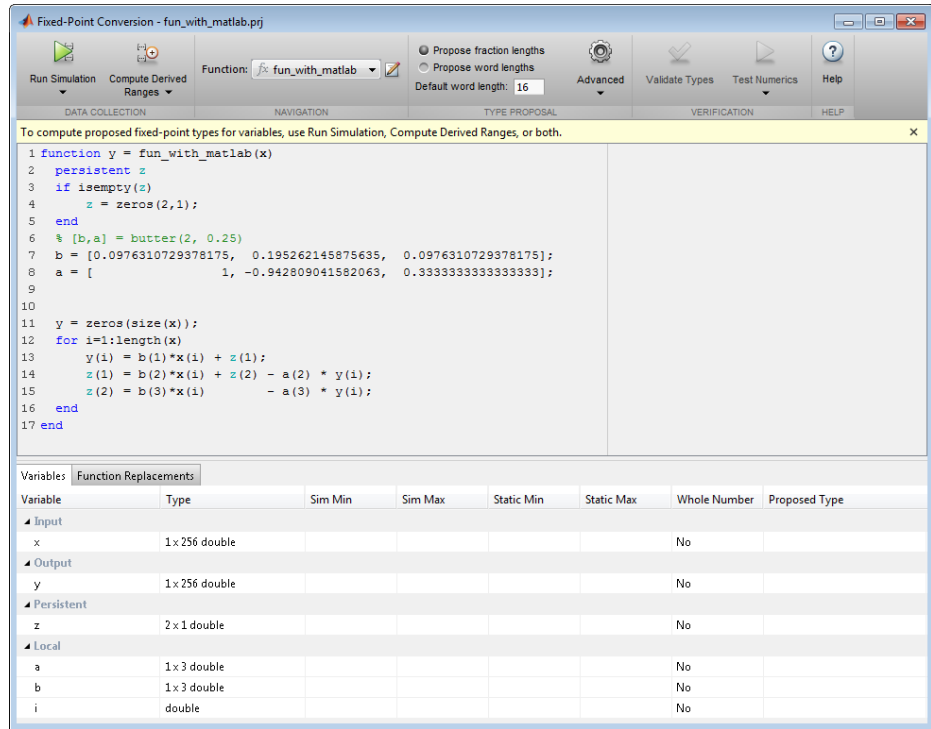 Fixed-Point Conversion - fun_with_matlab.prj
Run Simulation
Compute Derived
Ranges
DATA COLLECTION
Function: fx fun_with_matlab
NAVIGATION
Propose fraction lengths
Propose word lengths
Default word length: 16
TYPE PROPOSAL
Advanced
Validate Types
Test Numerics
VERIFICATION
?
Help
HELP
To compute proposed fixed-point types for variables, use Run Simulation, Compute Derived Ranges, or both.
1 function y = fun_with_matlab(x)
2 persistent z
3 if isempty(z)
4 z = zeros(2,1);
5 end
6 % [b,a] = butter(2, 0.25)
7 b = [0.0976310729378175, 0.195262145875635, 0.0976310729378175];
8 a = [ 1, -0.942809041582063, 0.3333333333333333];
9
10
11 y = zeros(size(x));
12 for i=1:length(x)
13 y(i) = b(1)*x(i) + z(1);
14 z(1) = b(2)*x(i) + z(2) - a(2) * y(i);
15 z(2) = b(3)*x(i) - a(3) * y(i);
16 end
17 end
Variables Function Replacements
Variable Type Sim Min Sim Max Static Min Static Max Whole Number Proposed Type
Input
x 1 x 256 double No
Output
y 1 x 256 double No
Persistent
z 2 x 1 double No
Local
a 1 x 3 double No
b 1 x 3 double No
i double No